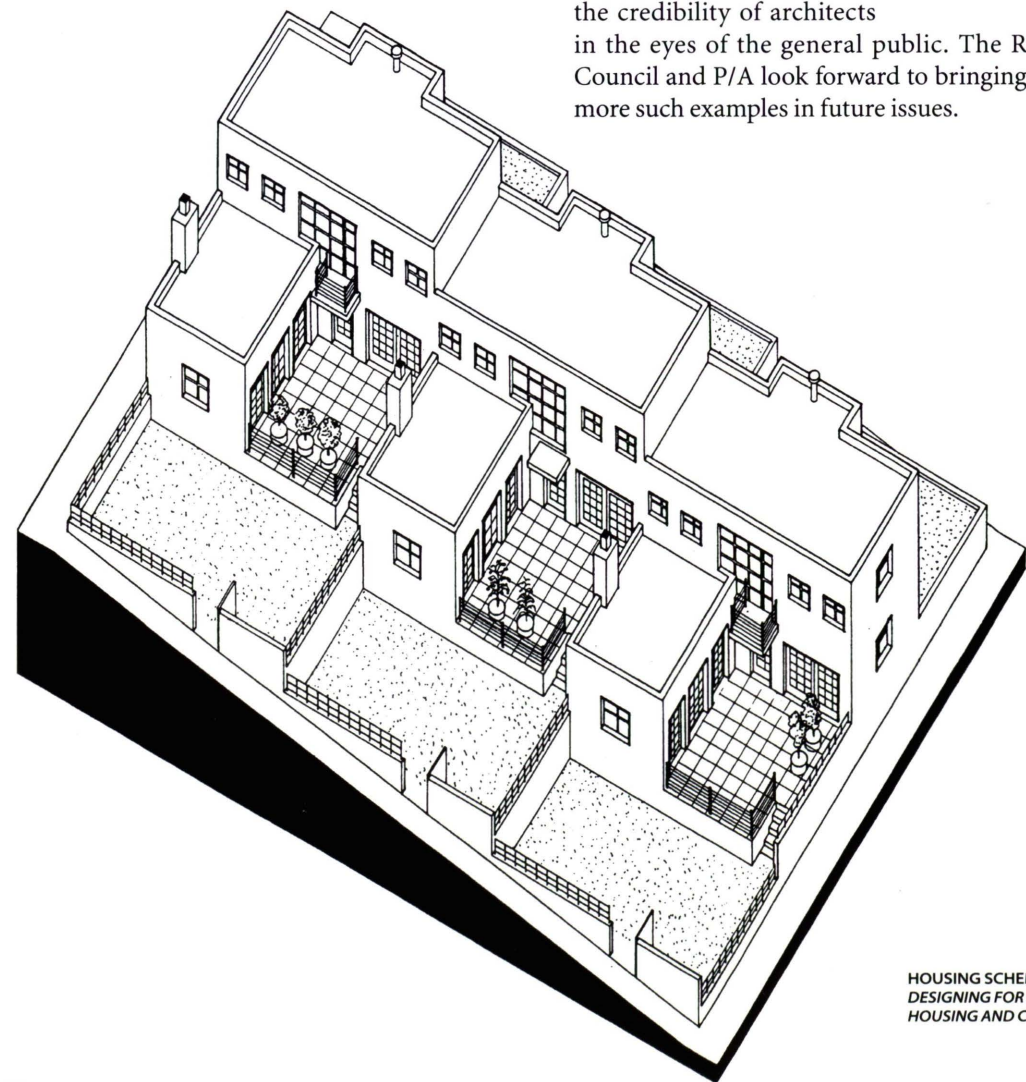 the credibility of architects
in the eyes of the general public. The R
Council and P/A look forward to bringing
more such examples in future issues.
HOUSING SCHE
DESIGNING FOR
HOUSING AND C